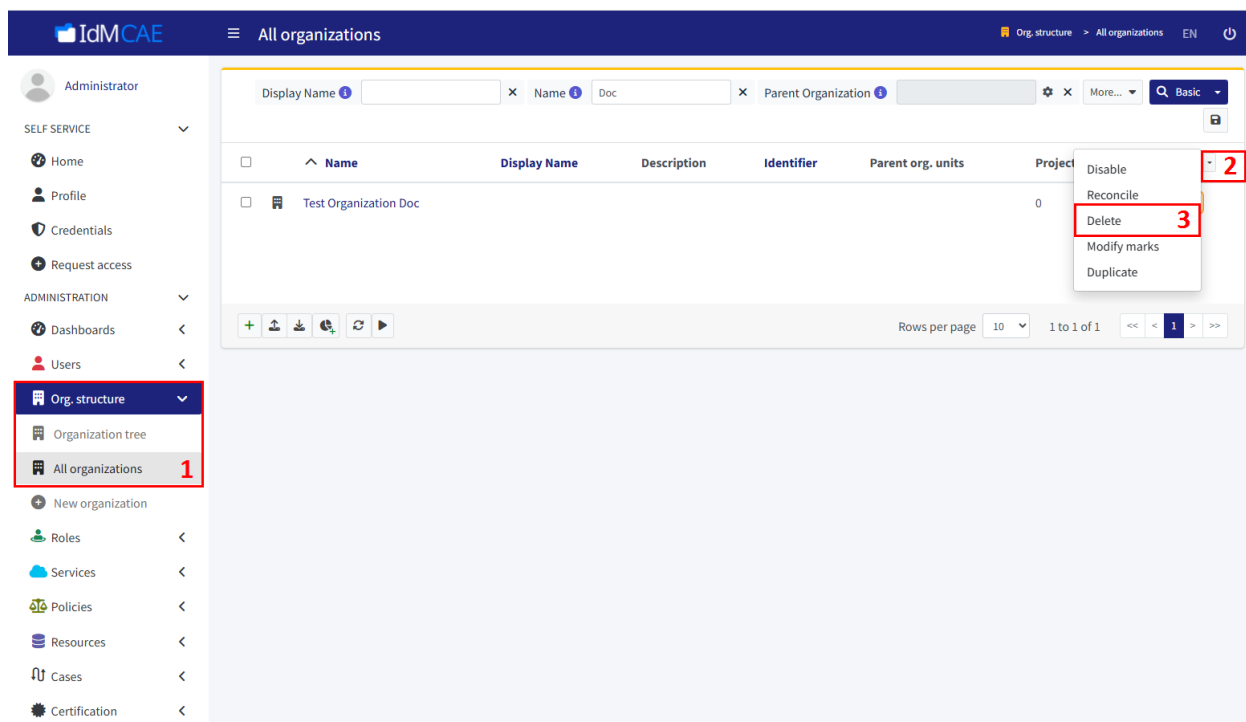 IdMCAE
All organizations
Org. structure > All organizations EN
Administrator
Display Name Name Doc Parent Organization More... Basic
SELF SERVICE
Home
Profile
Credentials
Request access
ADMINISTRATION
Dashboards
Users
Org. structure
Organization tree
All organizations 1
New organization
Roles
Services
Policies
Resources
Cases
Certification
Name Display Name Description Identifier Parent org. units Project 2
Test Organization Doc 0
Disable
Reconcile
Delete 3
Modify marks
Duplicate
Rows per page 10 1 to 1 of 1 << < 1 > >>